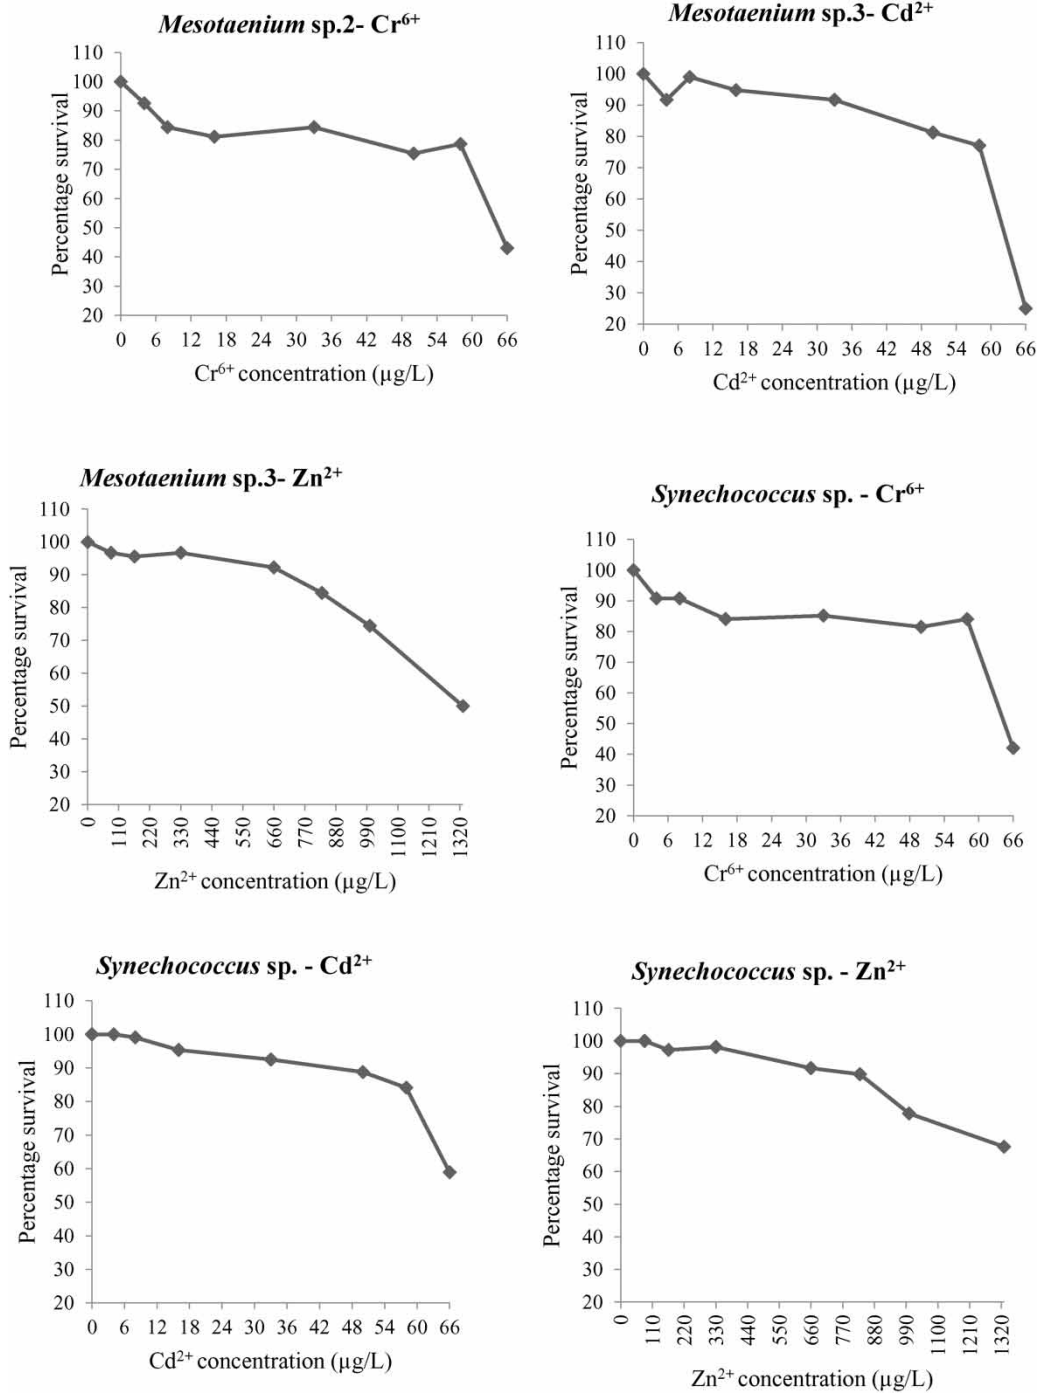 Mesotaenium sp.2- Cr⁶⁺
110
100
90
80
70
60
50
40
30
20
Percentage survival
0 6 12 18 24 30 36 42 48 54 60 66
Cr⁶⁺ concentration (µg/L)
Mesotaenium sp.3- Cd²⁺
110
100
90
80
70
60
50
40
30
20
Percentage survival
0 6 12 18 24 30 36 42 48 54 60 66
Cd²⁺ concentration (µg/L)
Mesotaenium sp.3- Zn²⁺
110
100
90
80
70
60
50
40
30
20
Percentage survival
0 110 220 330 440 550 660 770 880 990 1100 1210 1320
Zn²⁺ concentration (µg/L)
Synechococcus sp. - Cr⁶⁺
110
100
90
80
70
60
50
40
30
20
Percentage survival
0 6 12 18 24 30 36 42 48 54 60 66
Cr⁶⁺ concentration (µg/L)
Synechococcus sp. - Cd²⁺
110
100
90
80
70
60
50
40
30
20
Percentage survival
0 6 12 18 24 30 36 42 48 54 60 66
Cd²⁺ concentration (µg/L)
Synechococcus sp. - Zn²⁺
110
100
90
80
70
60
50
40
30
20
Percentage survival
0 110 220 330 440 550 660 770 880 990 1100 1210 1320
Zn²⁺ concentration (µg/L)